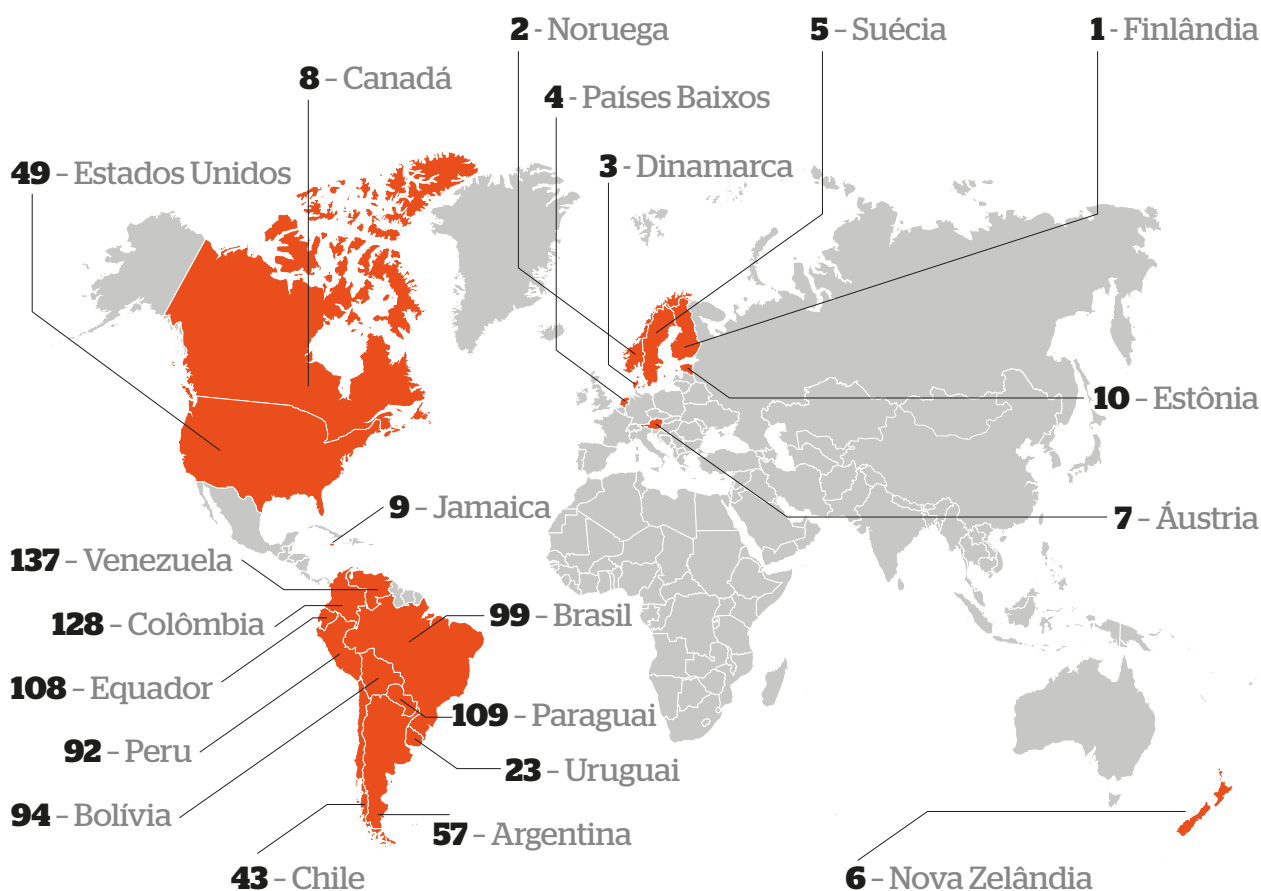 2 - Noruega
5 – Suécia
1 - Finlândia
8 – Canadá
4 - Países Baixos
3 - Dinamarca
49 – Estados Unidos
10 – Estônia
9 – Jamaica
7 – Áustria
137 – Venezuela
99 – Brasil
128 – Colômbia
108 – Equador
109 – Paraguai
92 – Peru
23 – Uruguai
94 – Bolívia
57 – Argentina
43 – Chile
6 – Nova Zelândia